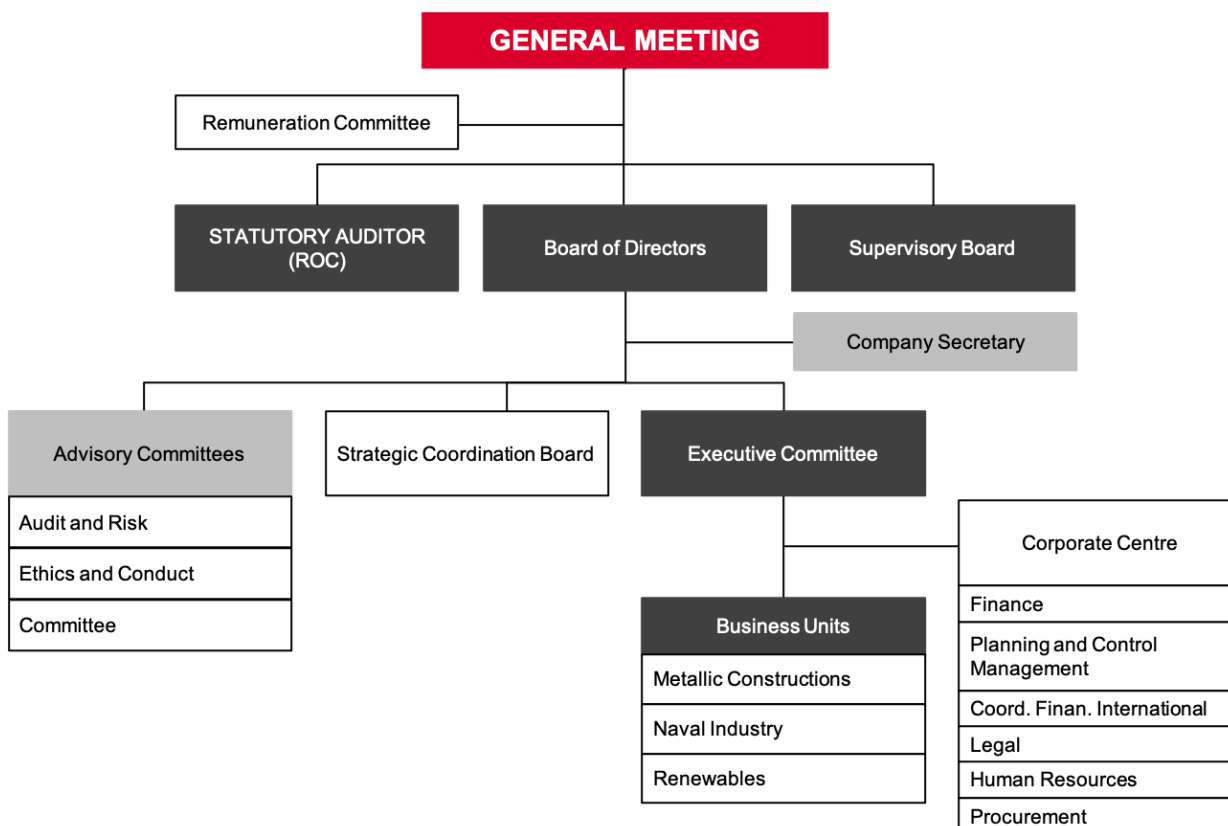 GENERAL MEETING
Remuneration Committee
STATUTORY AUDITOR
(ROC)
Board of Directors
Supervisory Board
Company Secretary
Advisory Committees
Strategic Coordination Board
Executive Committee
Audit and Risk
Ethics and Conduct
Committee
Corporate Centre
Finance
Planning and Control
Management
Coord. Finan. International
Legal
Human Resources
Procurement
Business Units
Metallic Constructions
Naval Industry
Renewables